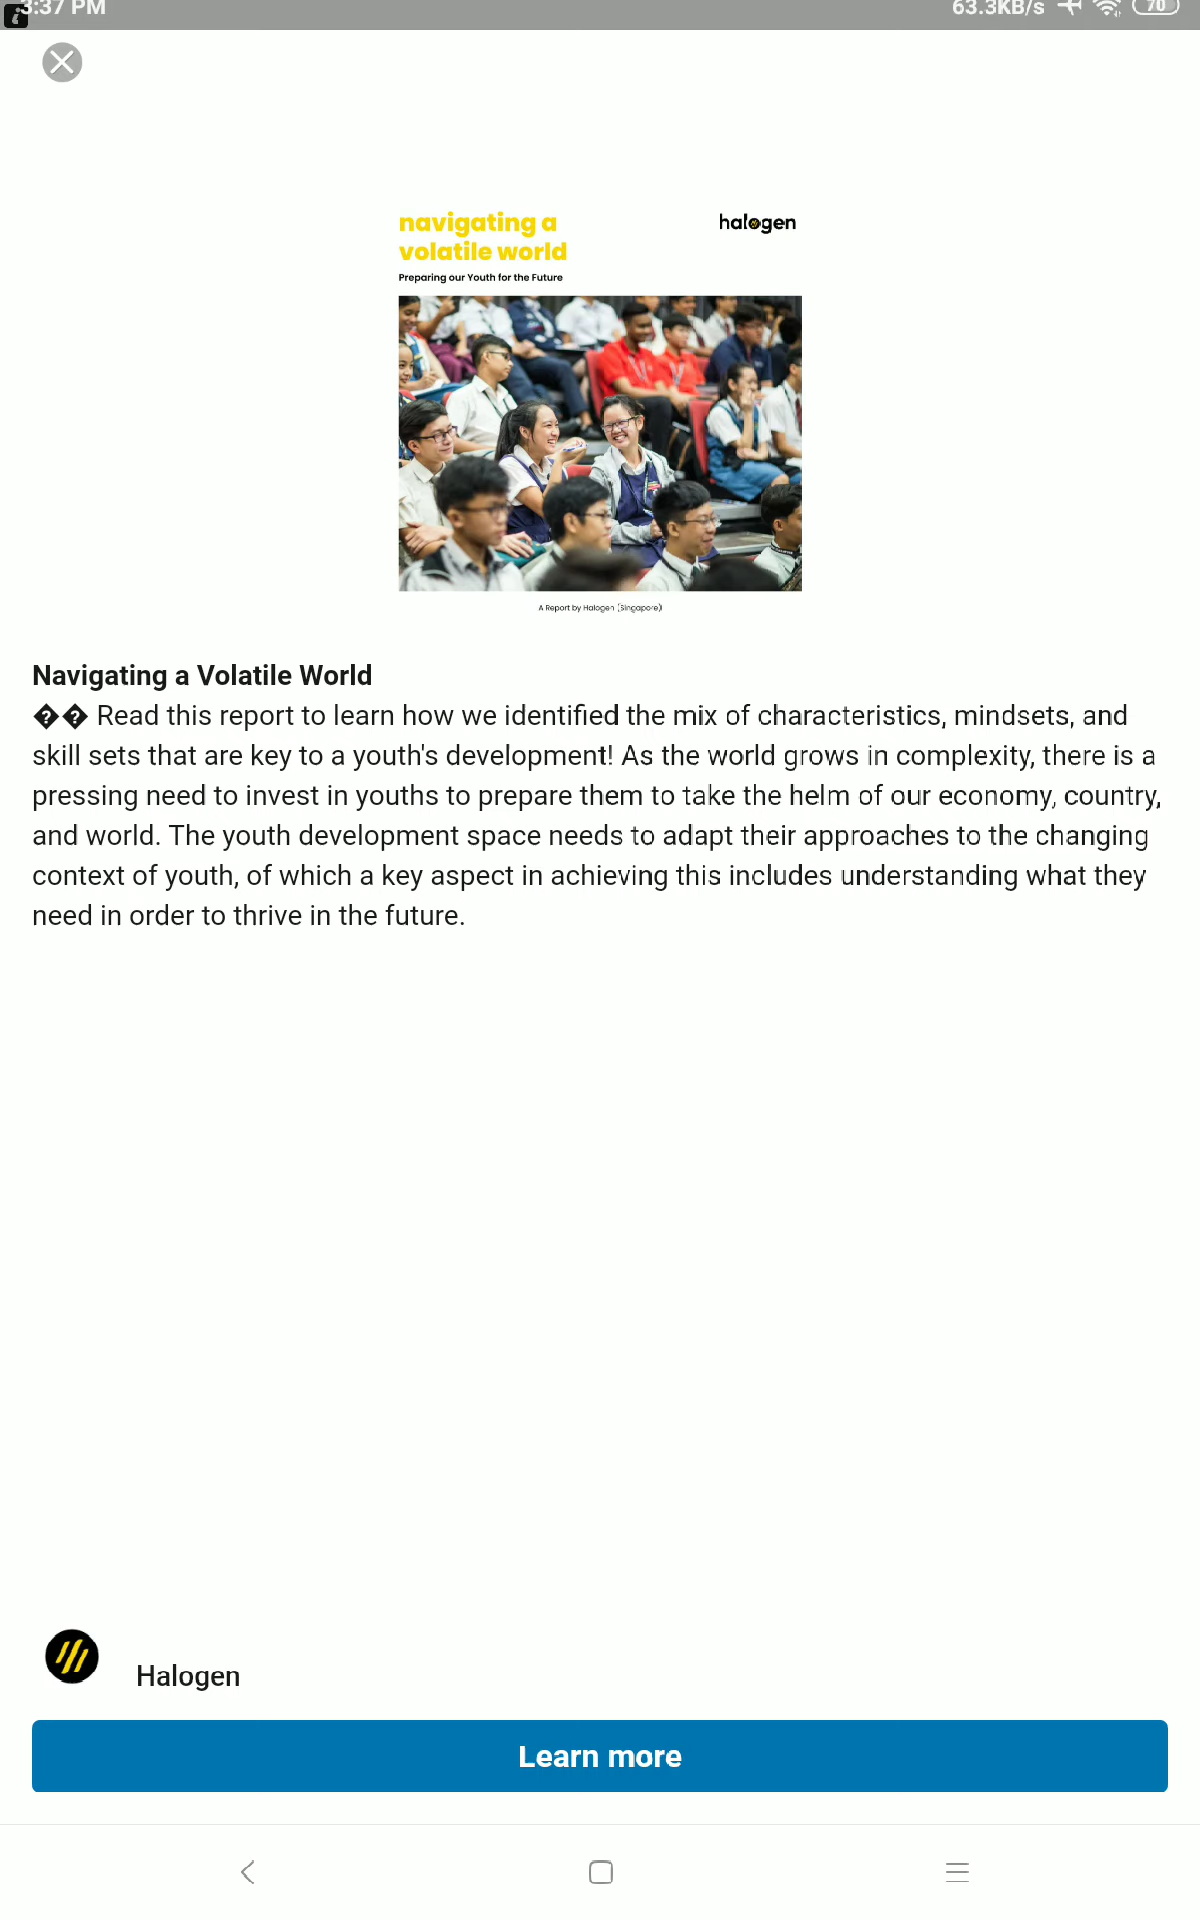 3:37 PM 63.3KB/s 70
navigating a
volatile world
halogen
Preparing our Youth for the Future
A Report by Halogen (Singapore)
Navigating a Volatile World
�� Read this report to learn how we identified the mix of characteristics, mindsets, and
skill sets that are key to a youth's development! As the world grows in complexity, there is a
pressing need to invest in youths to prepare them to take the helm of our economy, country,
and world. The youth development space needs to adapt their approaches to the changing
context of youth, of which a key aspect in achieving this includes understanding what they
need in order to thrive in the future.
Halogen
Learn more